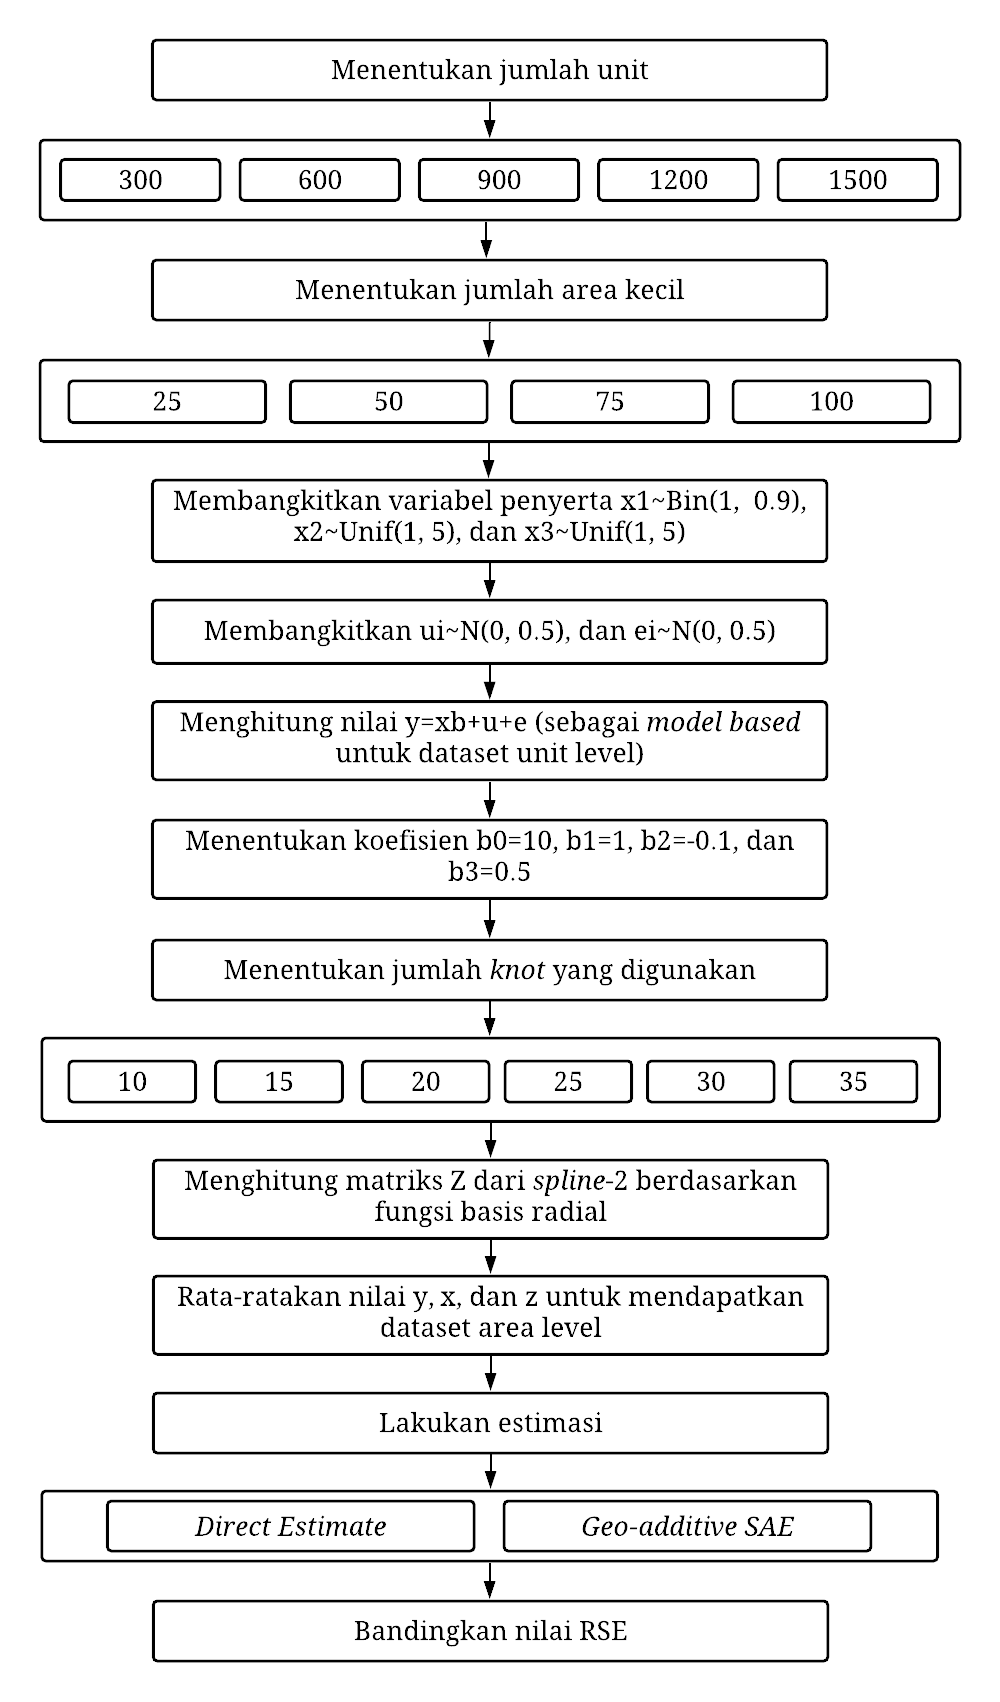 Menentukan jumlah unit
300 600 900 1200 1500
Menentukan jumlah area kecil
25 50 75 100
Membangkitkan variabel penyerta x1~Bin(1, 0.9),
x2~Unif(1, 5), dan x3~Unif(1, 5)
Membangkitkan ui~N(0, 0.5), dan ei~N(0, 0.5)
Menghitung nilai y=xb+u+e (sebagai model based
untuk dataset unit level)
Menentukan koefisien b0=10, b1=1, b2=-0.1, dan
b3=0.5
Menentukan jumlah knot yang digunakan
10 15 20 25 30 35
Menghitung matriks Z dari spline-2 berdasarkan
fungsi basis radial
Rata-ratakan nilai y, x, dan z untuk mendapatkan
dataset area level
Lakukan estimasi
Direct Estimate Geo-additive SAE
Bandingkan nilai RSE